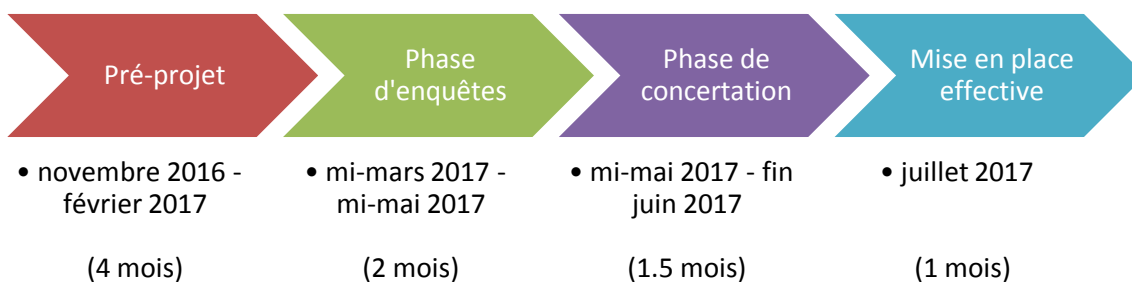 Pré-projet
Phase
d'enquêtes
Phase de
concertation
Mise en place
effective
• novembre 2016 -
février 2017
(4 mois)
• mi-mars 2017 -
mi-mai 2017
(2 mois)
• mi-mai 2017 - fin
juin 2017
(1.5 mois)
• juillet 2017
(1 mois)